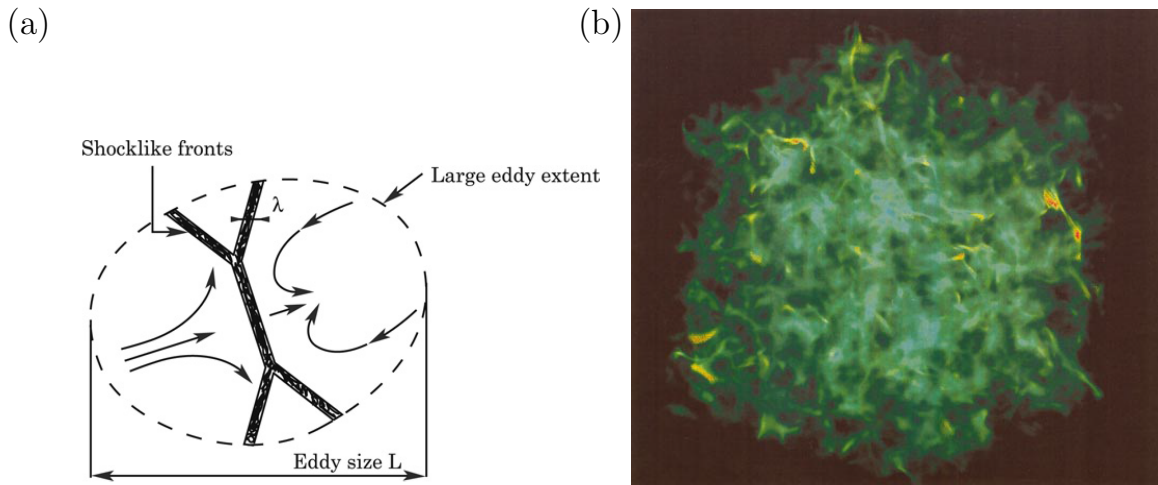 (a)
(b)
Shocklike fronts
Large eddy extent
λ
Eddy size L